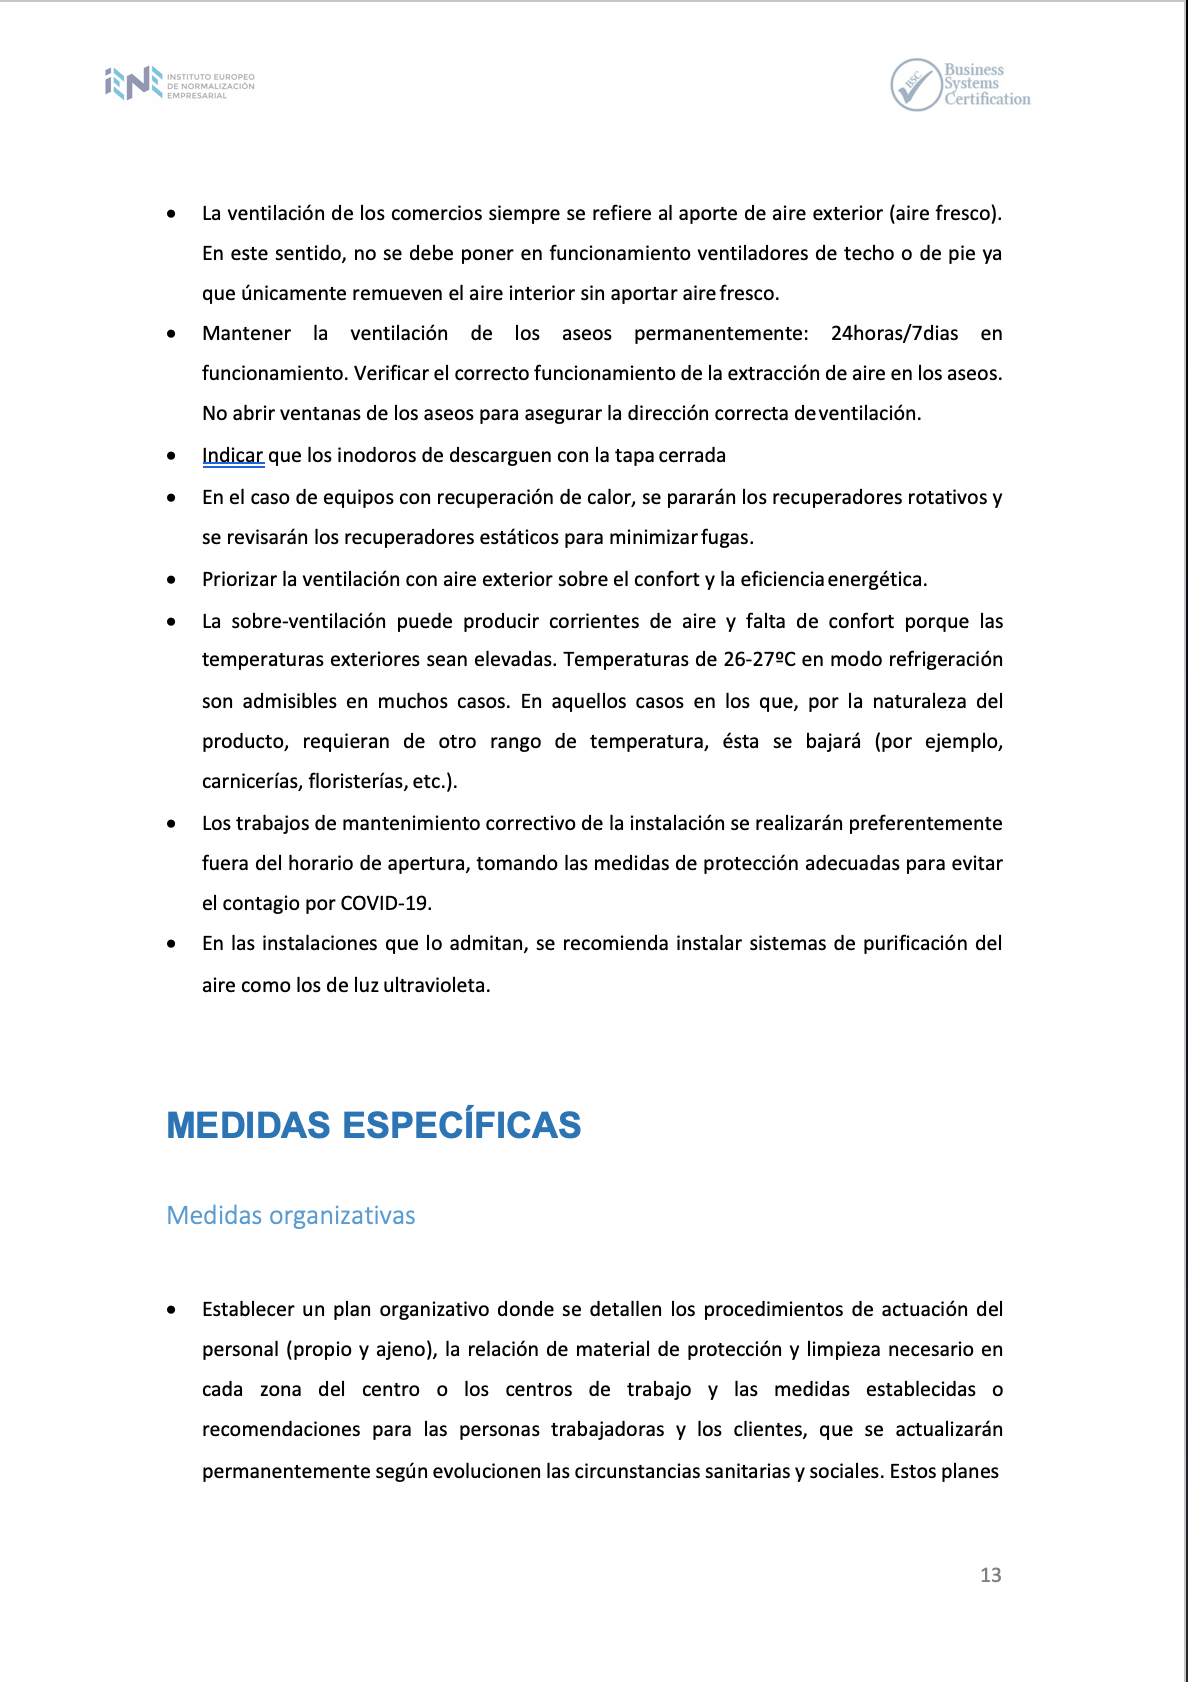 INSTITUTO EUROPEO
DE NORMALIZACIÓN
EMPRESARIAL
BSC
Business
Systems
Certification
• La ventilación de los comercios siempre se refiere al aporte de aire exterior (aire fresco).
En este sentido, no se debe poner en funcionamiento ventiladores de techo o de pie ya
que únicamente remueven el aire interior sin aportar aire fresco.
• Mantener la ventilación de los aseos permanentemente: 24horas/7dias en
funcionamiento. Verificar el correcto funcionamiento de la extracción de aire en los aseos.
No abrir ventanas de los aseos para asegurar la dirección correcta de ventilación.
• Indicar que los inodoros de descarguen con la tapa cerrada
• En el caso de equipos con recuperación de calor, se pararán los recuperadores rotativos y
se revisarán los recuperadores estáticos para minimizar fugas.
• Priorizar la ventilación con aire exterior sobre el confort y la eficiencia energética.
• La sobre-ventilación puede producir corrientes de aire y falta de confort porque las
temperaturas exteriores sean elevadas. Temperaturas de 26-27ºC en modo refrigeración
son admisibles en muchos casos. En aquellos casos en los que, por la naturaleza del
producto, requieran de otro rango de temperatura, ésta se bajará (por ejemplo,
carnicerías, floristerías, etc.).
• Los trabajos de mantenimiento correctivo de la instalación se realizarán preferentemente
fuera del horario de apertura, tomando las medidas de protección adecuadas para evitar
el contagio por COVID-19.
• En las instalaciones que lo admitan, se recomienda instalar sistemas de purificación del
aire como los de luz ultravioleta.
MEDIDAS ESPECÍFICAS
Medidas organizativas
• Establecer un plan organizativo donde se detallen los procedimientos de actuación del
personal (propio y ajeno), la relación de material de protección y limpieza necesario en
cada zona del centro o los centros de trabajo y las medidas establecidas o
recomendaciones para las personas trabajadoras y los clientes, que se actualizarán
permanentemente según evolucionen las circunstancias sanitarias y sociales. Estos planes
13